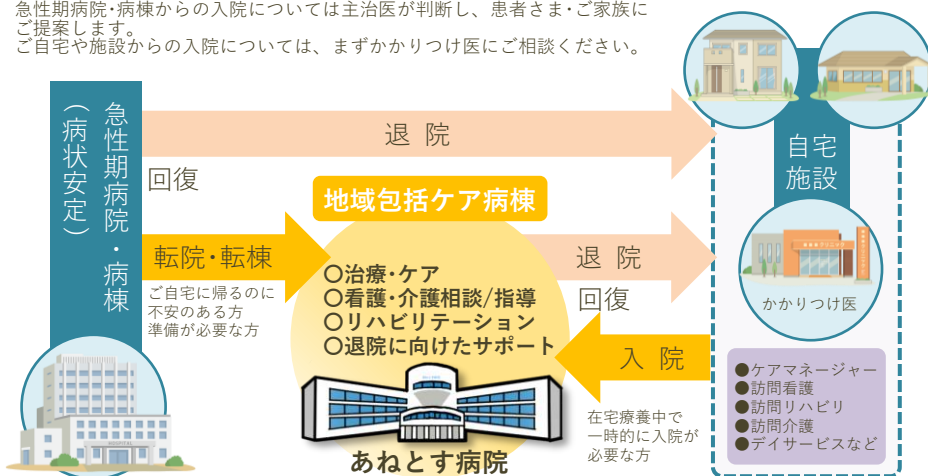 急性期病院・病棟からの入院については主治医が判断し、患者さま・ご家族に
ご提案します。
ご自宅や施設からの入院については、まずかかりつけ医にご相談ください。
急性期病院・病棟
（病状安定）
退 院
回復
地域包括ケア病棟
転院・転棟
ご自宅に帰るのに
不安のある方
準備が必要な方
〇治療・ケア
〇看護・介護相談/指導
〇リハビリテーション
〇退院に向けたサポート
あねとす病院
退 院
回復
入 院
在宅療養中で
一時的に入院が
必要な方
自宅
施設
かかりつけ医
●ケアマネージャー
●訪問看護
●訪問リハビリ
●訪問介護
●デイサービスなど
HOSPITAL